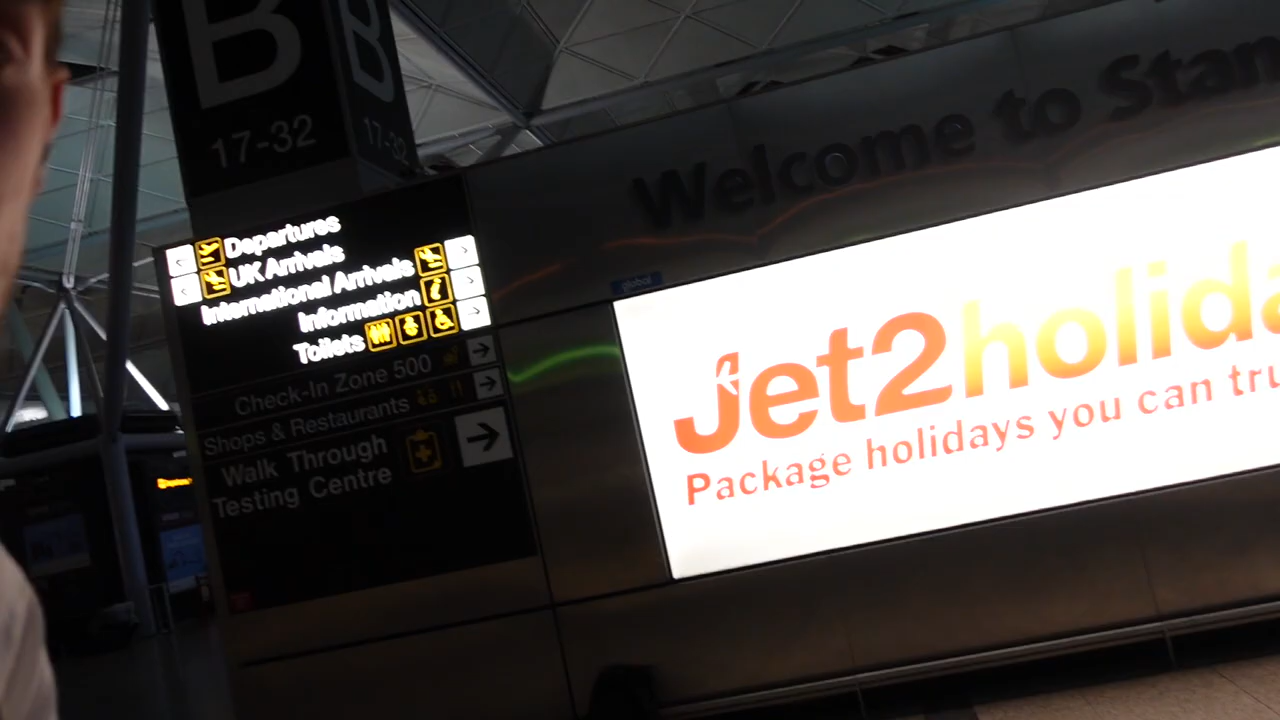 B
17-32
B
17-32
Departures
UK Arrivals
International Arrivals
Information
Toilets
Check-In Zone 500
Shops & Restaurants
Walk Through
Testing Centre
Welcome to Stan
global
Jet2holida
Package holidays you can tru